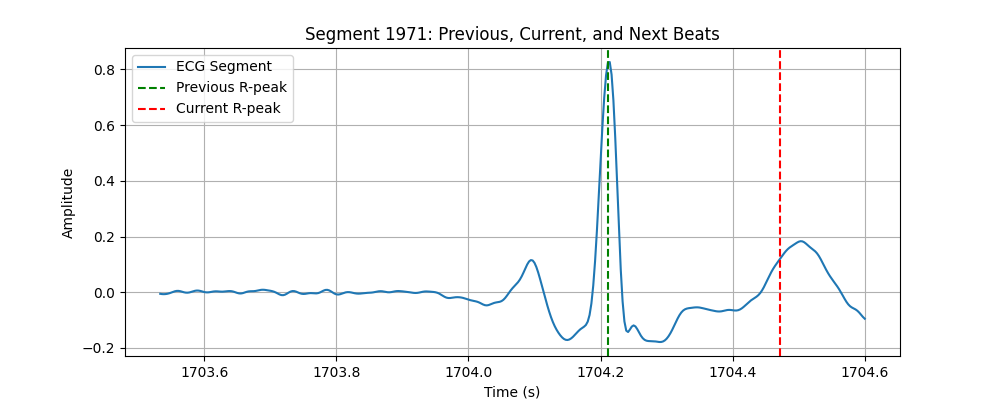 Segment 1971: Previous, Current, and Next Beats
ECG Segment
Previous R-peak
Current R-peak
Amplitude
0.8
0.6
0.4
0.2
0.0
−0.2
1703.6 1703.8 1704.0 1704.2 1704.4 1704.6
Time (s)